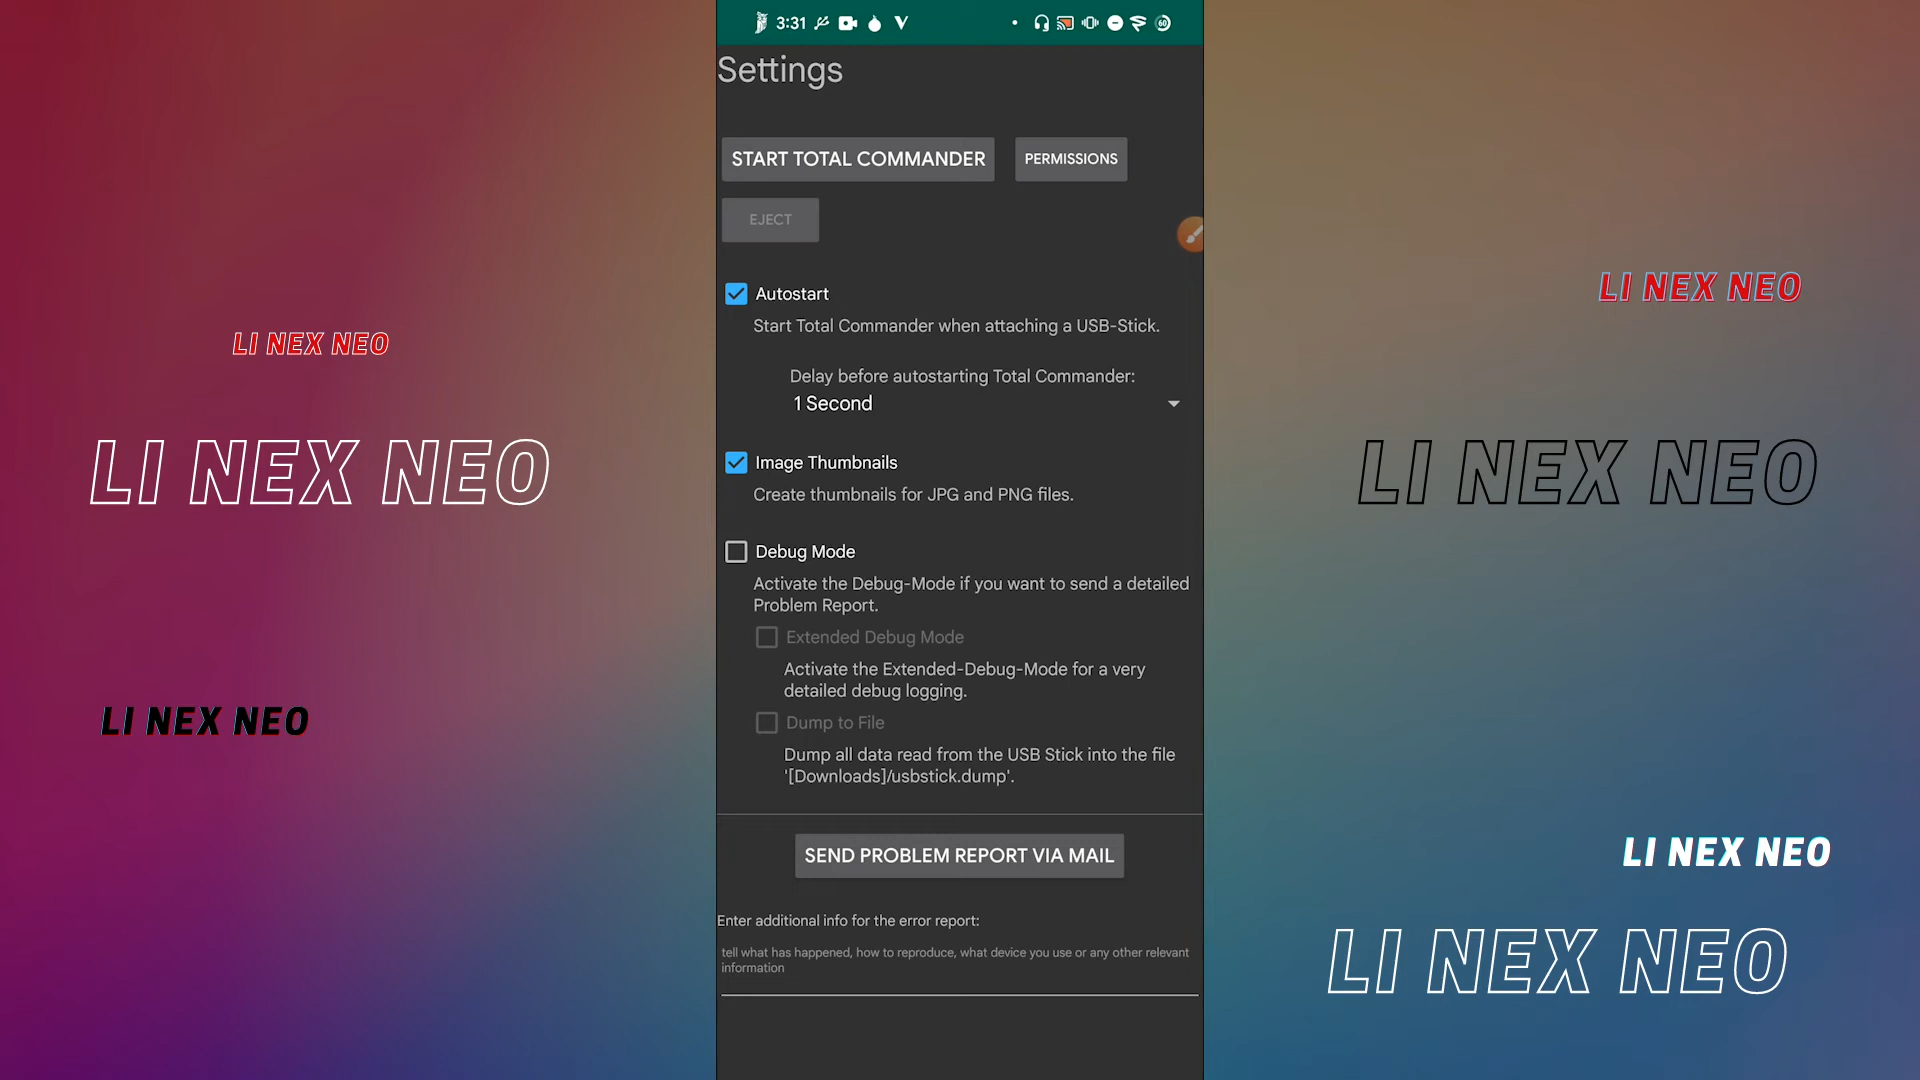 3:31
60
Settings
START TOTAL COMMANDER
PERMISSIONS
EJECT
Autostart
Start Total Commander when attaching a USB-Stick.
Delay before autostarting Total Commander:
1 Second
Image Thumbnails
Create thumbnails for JPG and PNG files.
Debug Mode
Activate the Debug-Mode if you want to send a detailed
Problem Report.
Extended Debug Mode
Activate the Extended-Debug-Mode for a very
detailed debug logging.
Dump to File
Dump all data read from the USB Stick into the file
'[Downloads]/usbstick.dump'.
SEND PROBLEM REPORT VIA MAIL
Enter additional info for the error report:
tell what has happened, how to reproduce, what device you use or any other relevant
information
LI NEX NEO
LI NEX NEO
LI NEX NEO
LI NEX NEO
LI NEX NEO
LI NEX NEO
LI NEX NEO